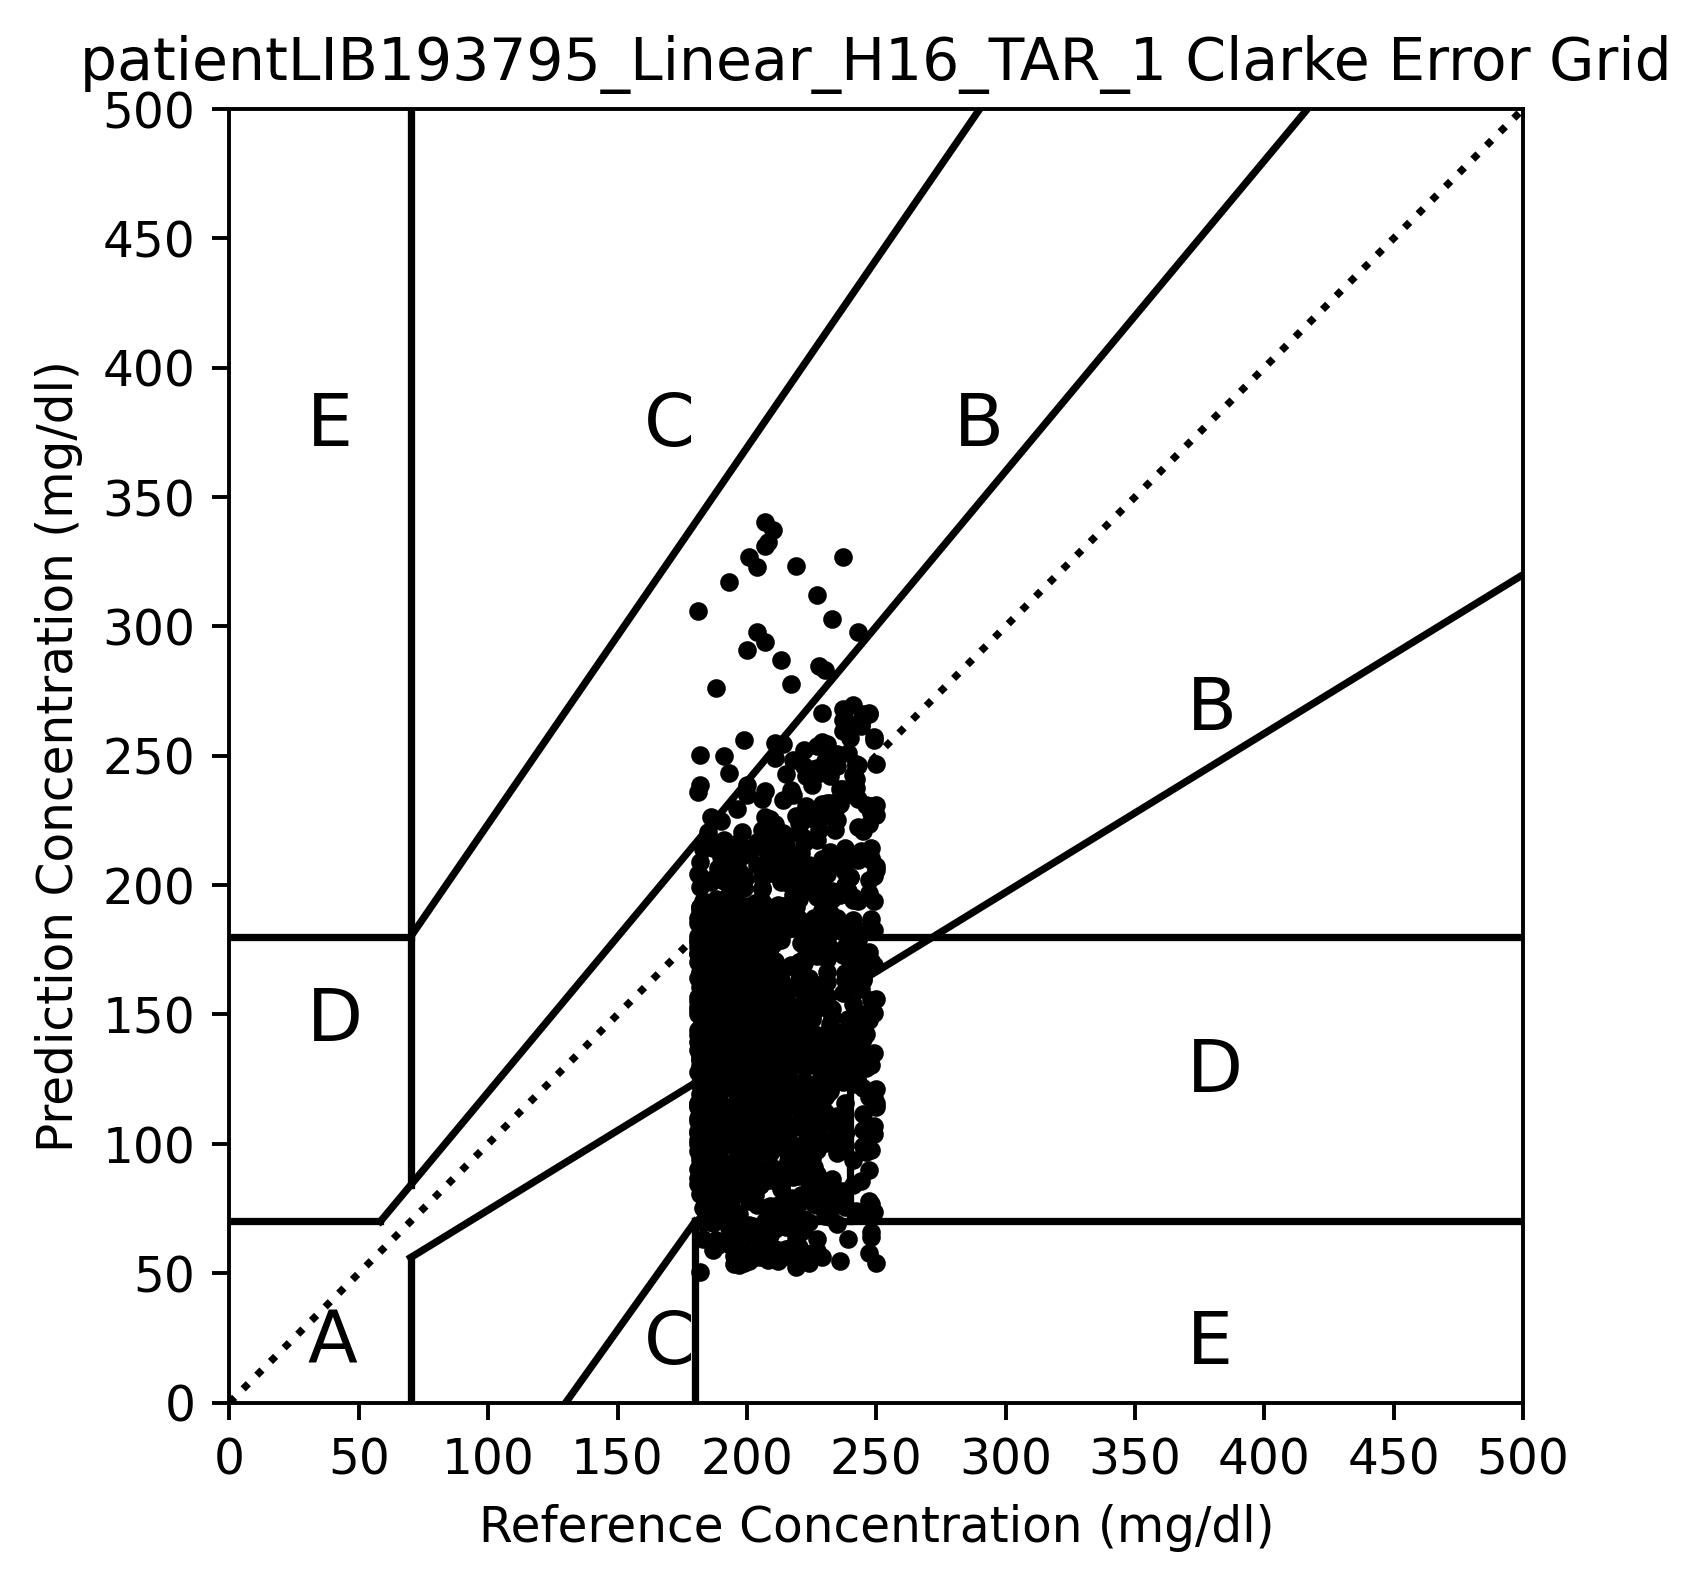 patientLIB193795_Linear_H16_TAR_1 Clarke Error Grid
500
450
400
350
300
250
200
150
100
50
0
Prediction Concentration (mg/dl)
E
C
B
B
D
D
A
C
E
0 50 100 150 200 250 300 350 400 450 500
Reference Concentration (mg/dl)